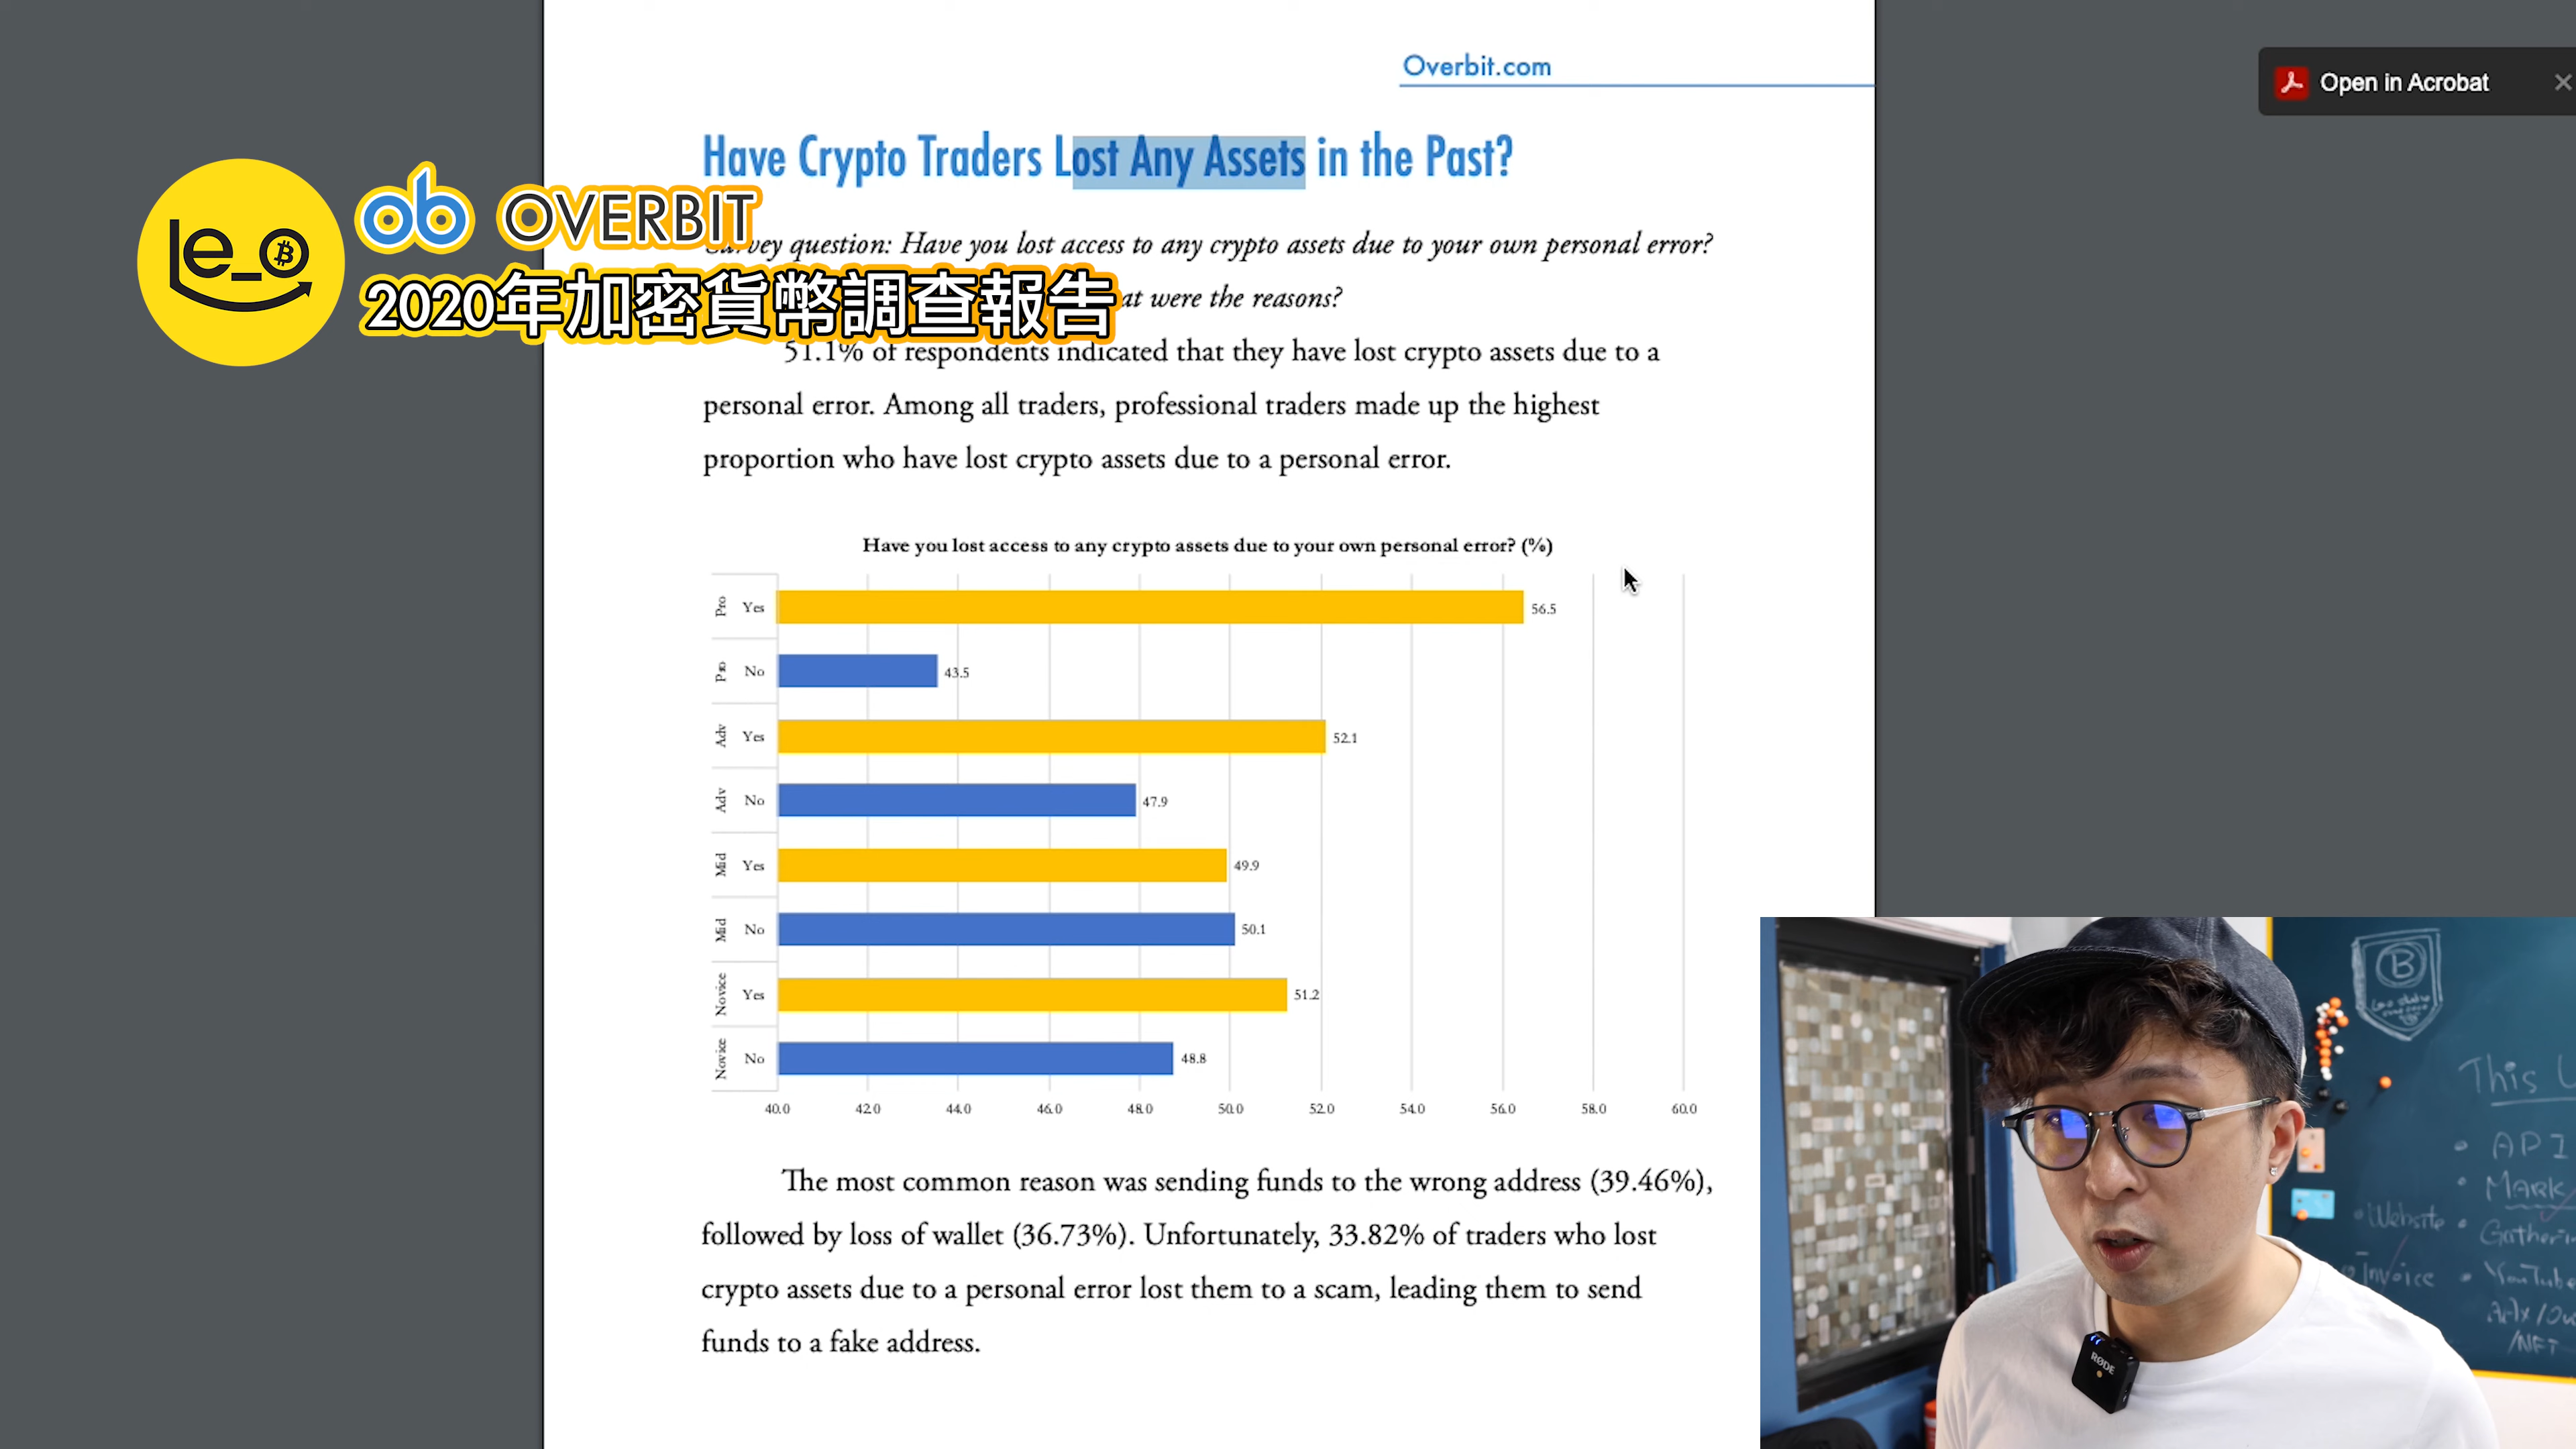 Overbit.com
Open in Acrobat
Have Crypto Traders Lost Any Assets in the Past?
le_o
ob OVERBIT
2020年加密貨幣調查報告
Survey question: Have you lost access to any crypto assets due to your own personal error?
were the reasons?
51.1% of respondents indicated that they have lost crypto assets due to a
personal error. Among all traders, professional traders made up the highest
proportion who have lost crypto assets due to a personal error.
Have you lost access to any crypto assets due to your own personal error? (%)
Pro Yes 56.5
Pro No 43.5
Adv Yes 52.1
Adv No 47.9
Mid Yes 49.9
Mid No 50.1
Novice Yes 51.2
Novice No 48.8
40.0 42.0 44.0 46.0 48.0 50.0 52.0 54.0 56.0 58.0 60.0
The most common reason was sending funds to the wrong address (39.46%),
followed by loss of wallet (36.73%). Unfortunately, 33.82% of traders who lost
crypto assets due to a personal error lost them to a scam, leading them to send
funds to a fake address.
B
This
API
Mark
Website
Invoice
/NFT
RØDE